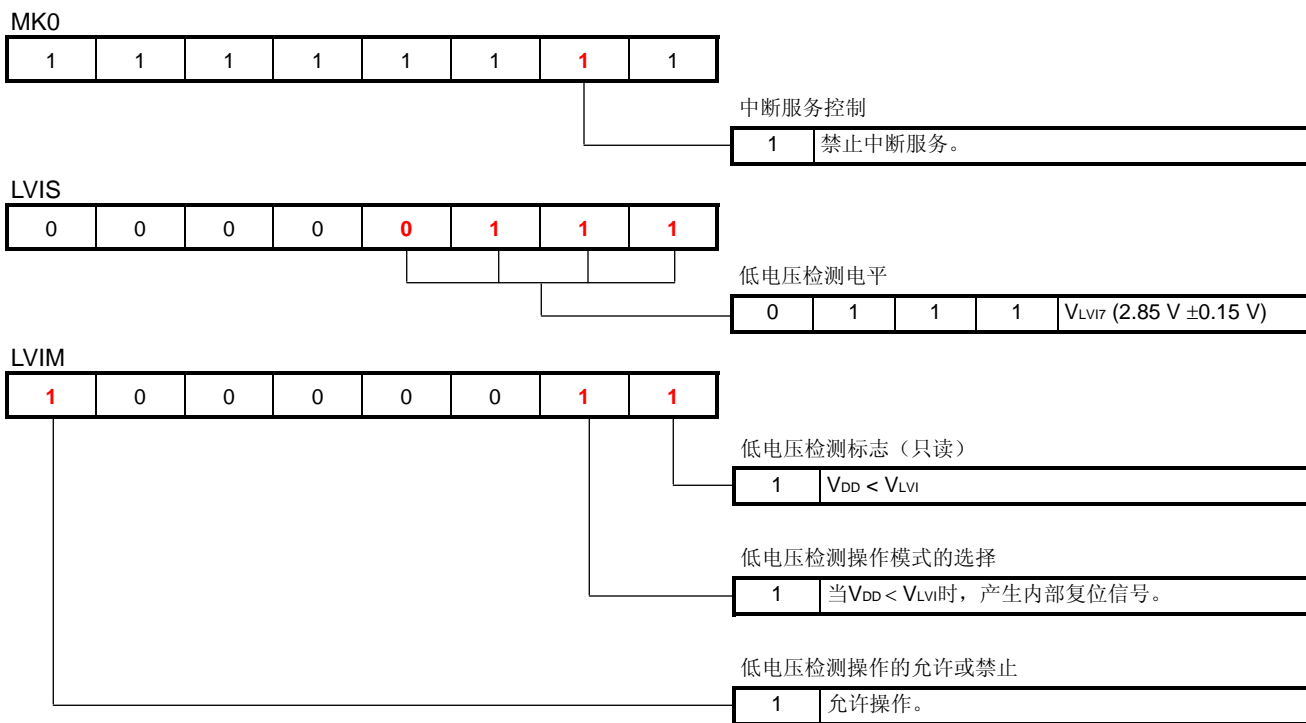 MK0
1 1 1 1 1 1 1 1
中断服务控制
1 禁止中断服务。
LVIS
0 0 0 0 0 1 1 1
低电压检测电平
0 1 1 1 VLVI7 (2.85 V ±0.15 V)
LVIM
1 0 0 0 0 0 1 1
低电压检测标志（只读）
1 VDD < VLVI
低电压检测操作模式的选择
1 当VDD < VLVI时，产生内部复位信号。
低电压检测操作的允许或禁止
1 允许操作。